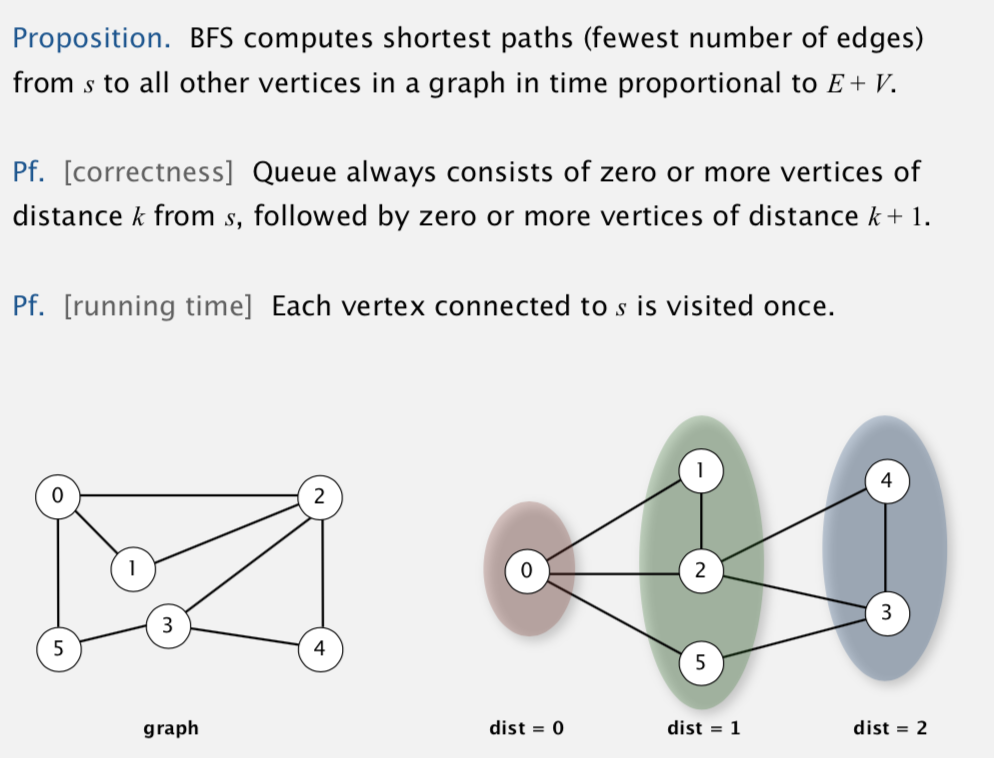 Proposition. BFS computes shortest paths (fewest number of edges)
from s to all other vertices in a graph in time proportional to E + V.
Pf. [correctness] Queue always consists of zero or more vertices of
distance k from s, followed by zero or more vertices of distance k + 1.
Pf. [running time] Each vertex connected to s is visited once.
0
2
1
3
5
4
graph
0
1
2
5
4
3
dist = 0
dist = 1
dist = 2